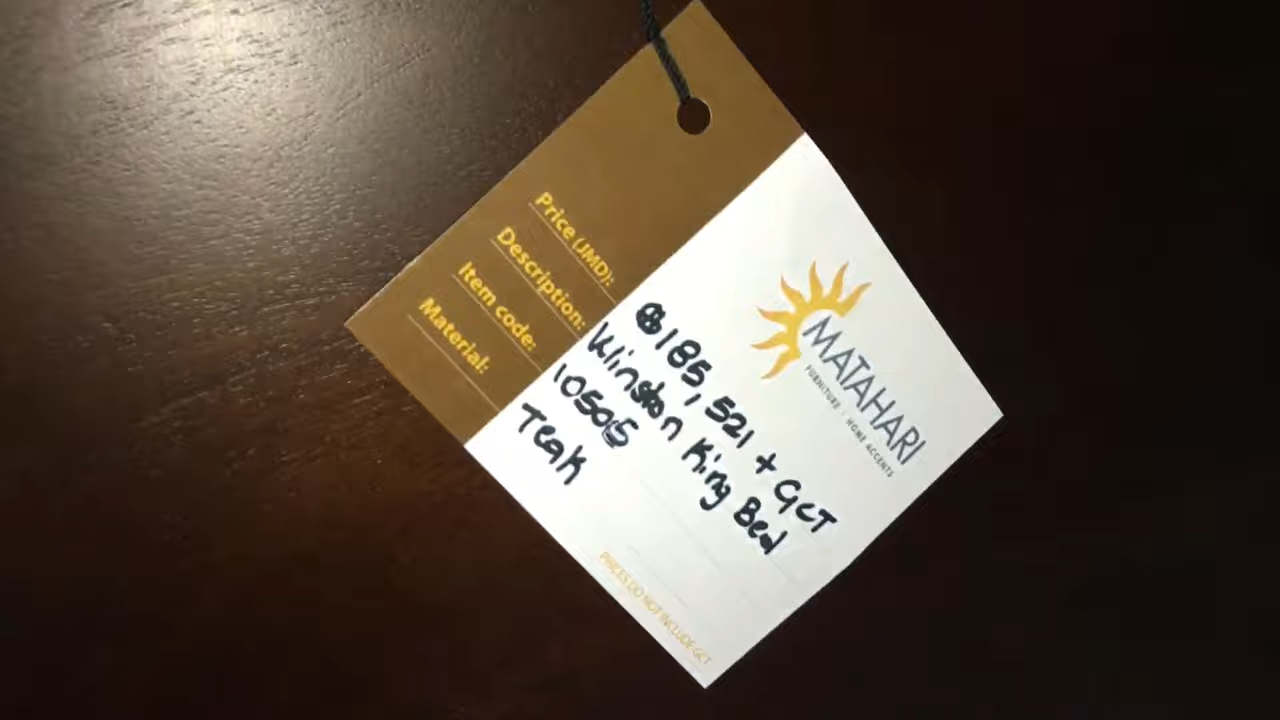 MATAHARI
FURNITURE | HOME ACCENTS
Price (JMD): $185,521 + GCT
Description: Klinston King Bed
Item code: 10505
Material: Teak
PRICES DO NOT INCLUDE GCT